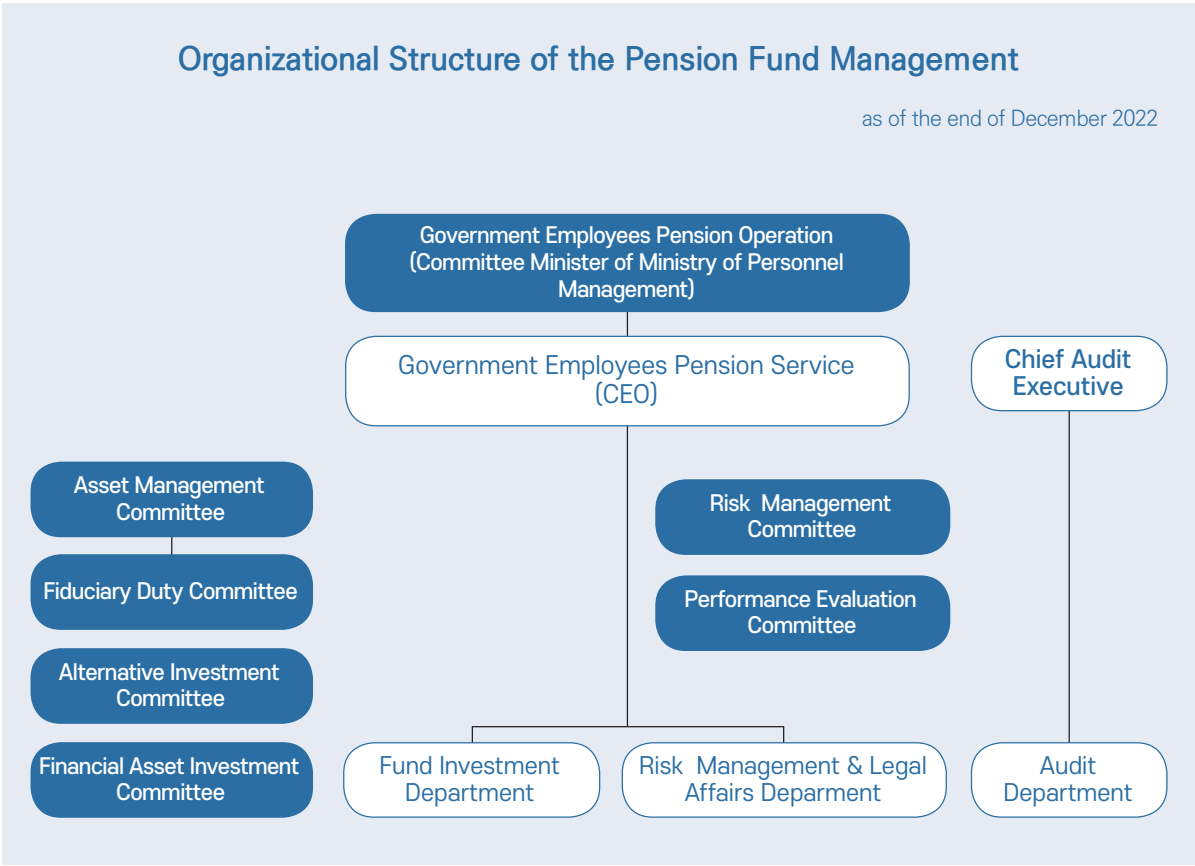 Organizational Structure of the Pension Fund Management
as of the end of December 2022
Government Employees Pension Operation
(Committee Minister of Ministry of Personnel
Management)
Government Employees Pension Service
(CEO)
Chief Audit
Executive
Asset Management
Committee
Fiduciary Duty Committee
Alternative Investment
Committee
Financial Asset Investment
Committee
Risk Management
Committee
Performance Evaluation
Committee
Fund Investment
Department
Risk Management & Legal
Affairs Deparment
Audit
Department